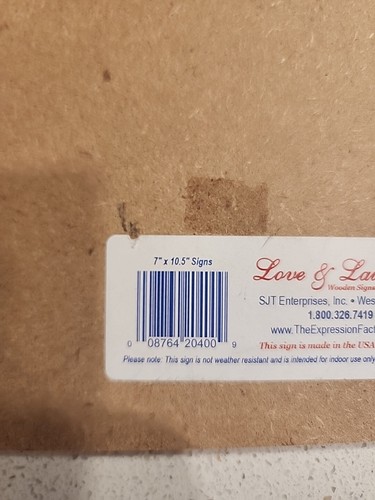 7" x 10.5" Signs
0 08764 20400 9
Love &
Wooden Signs
SJT Enterprises, Inc. •
1.800.326.7419
www.TheExpressionFact
This sign is made in the USA
Please note: This sign is not weather resistant and is intended for indoor use only